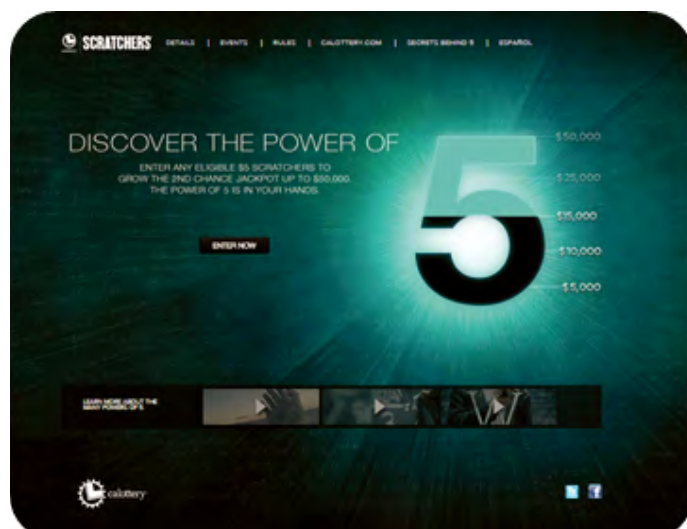 SCRATCHERS DETAILS | EVENTS | RULES | CALOTTERY.COM | SECRETS BEHIND 5 | ESPAÑOL
DISCOVER THE POWER OF
5
ENTER ANY ELIGIBLE $5 SCRATCHERS TO
GROW THE 2ND CHANCE JACKPOT UP TO $50,000.
THE POWER OF 5 IS IN YOUR HANDS.
ENTER NOW
$50,000
$25,000
$15,000
$10,000
$5,000
LEARN MORE ABOUT THE
MANY POWERS OF 5.
calottery